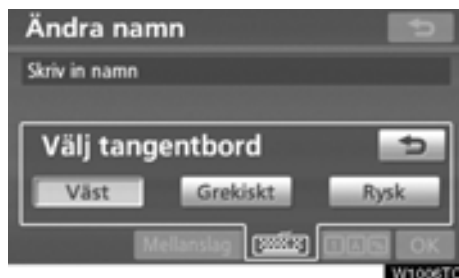 Ändra namn
Skriv in namn
Välj tangentbord
Väst Grekiskt Rysk
Mellanslag OK
W1006TC